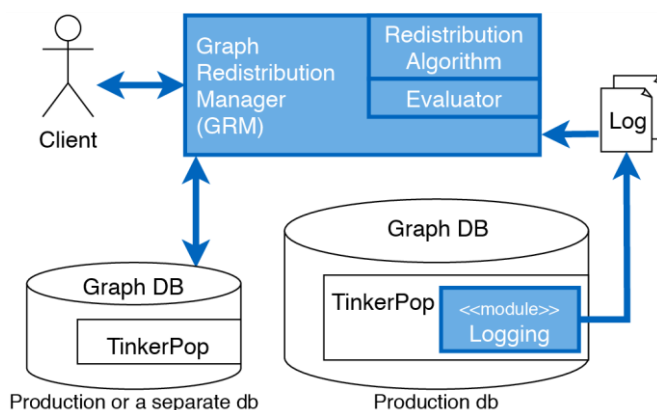 Graph
Redistribution
Manager
(GRM)
Redistribution
Algorithm
Evaluator
Client
Log
Graph DB
TinkerPop
<<module>>
Logging
Production db
Graph DB
TinkerPop
Production or a separate db